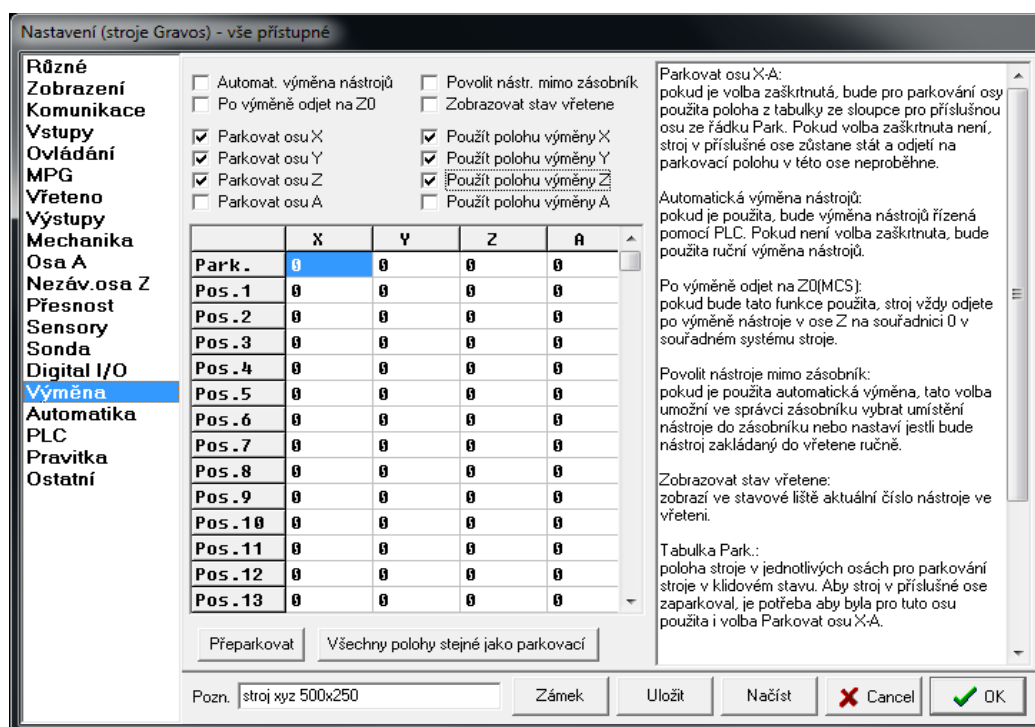 Nastavení (stroje Gravos) - vše přístupné
Různé
Zobrazení
Komunikace
Vstupy
Ovládání
MPG
Vřeteno
Výstupy
Mechanika
Osa A
Nezáv.osa Z
Přesnost
Sensory
Sonda
Digital I/O
Výměna
Automatika
PLC
Pravitka
Ostatní
Automat. výměna nástrojů
Povolit nástr. mimo zásobník
Po výměně odjet na Z0
Zobrazovat stav vřetene
Parkovat osu X
Použít polohu výměny X
Parkovat osu Y
Použít polohu výměny Y
Parkovat osu Z
Použít polohu výměny Z
Parkovat osu A
Použít polohu výměny A
X Y Z A
Park. 0 0 0 0
Pos.1 0 0 0 0
Pos.2 0 0 0 0
Pos.3 0 0 0 0
Pos.4 0 0 0 0
Pos.5 0 0 0 0
Pos.6 0 0 0 0
Pos.7 0 0 0 0
Pos.8 0 0 0 0
Pos.9 0 0 0 0
Pos.10 0 0 0 0
Pos.11 0 0 0 0
Pos.12 0 0 0 0
Pos.13 0 0 0 0
Přeparkovat
Všechny polohy stejné jako parkovací
Parkovat osu X-A:
pokud je volba zaškrtnutá, bude pro parkování osy
použita poloha z tabulky ze sloupce pro příslušnou
osu ze řádku Park. Pokud volba zaškrtnuta není,
stroj v příslušné ose zůstane stát a odjetí na
parkovací polohu v této ose neproběhne.
Automatická výměna nástrojů:
pokud je použita, bude výměna nástrojů řízená
pomocí PLC. Pokud není volba zaškrtnuta, bude
použita ruční výměna nástrojů.
Po výměně odjet na Z0(MCS):
pokud bude tato funkce použita, stroj vždy odjete
po výměně nástroje v ose Z na souřadnici 0 v
souřadném systému stroje.
Povolit nástroje mimo zásobník:
pokud je použita automatická výměna, tato volba
umožní ve správci zásobníku vybrat umístění
nástroje do zásobníku nebo nastaví jestli bude
nástroj zakládaný do vřetene ručně.
Zobrazovat stav vřetene:
zobrazí ve stavové liště aktuální číslo nástroje ve
vřeteni.
Tabulka Park.:
poloha stroje v jednotlivých osách pro parkování
stroje v klidovém stavu. Aby stroj v příslušné ose
zaparkoval, je potřeba aby byla pro tuto osu
použita i volba Parkovat osu X-A.
Pozn. stroj xyz 500x250
Zámek
Uložit
Načíst
Cancel
OK